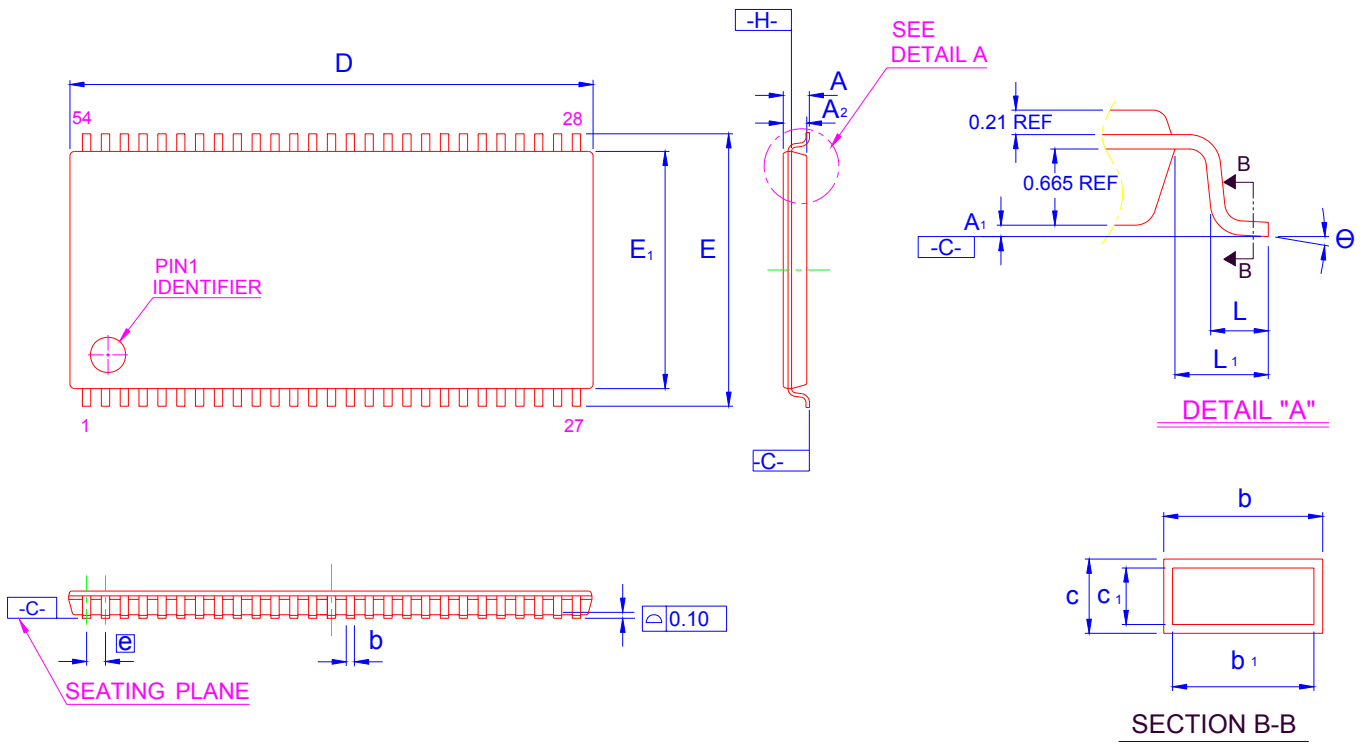 -H-
SEE
DETAIL A
D
A
A2
54
28
0.21 REF
B
0.665 REF
A1
-C-
Θ
B
E1
E
PIN1
IDENTIFIER
L
L1
1
27
DETAIL "A"
-C-
b
-C-
0.10
c
c1
e
b
b1
SEATING PLANE
SECTION B-B